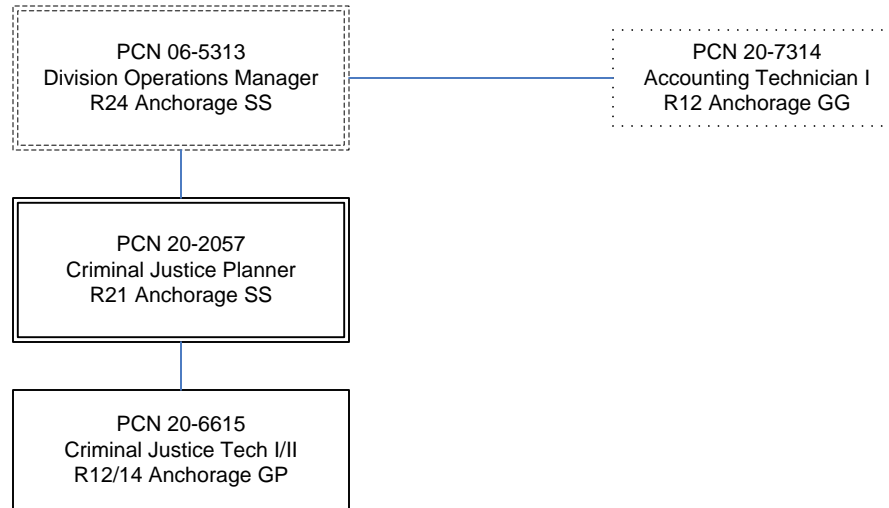 PCN 06-5313
Division Operations Manager
R24 Anchorage SS
PCN 20-7314
Accounting Technician I
R12 Anchorage GG
PCN 20-2057
Criminal Justice Planner
R21 Anchorage SS
PCN 20-6615
Criminal Justice Tech I/II
R12/14 Anchorage GP